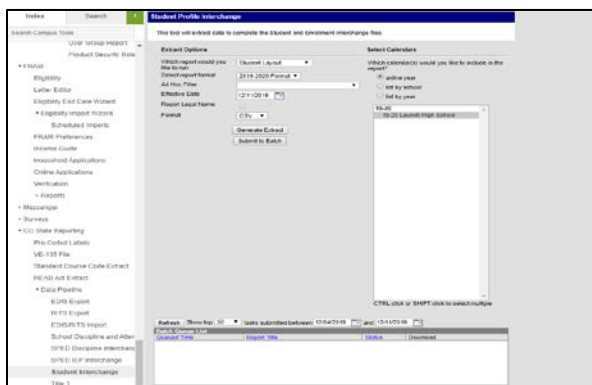 Index
Search
Search Campus Tools
User Group Report
Product Security Role
FRAM
Eligibility
Letter Editor
Eligibility End Date Wizard
Eligibility Import Wizard
Scheduled Imports
FRAM Preferences
Income Guide
Household Applications
Online Applications
Verification
Reports
Messenger
Surveys
CO State Reporting
Pre-Coded Labels
VE-135 File
Standard Course Code Extract
READ Act Extract
Data Pipeline
EDIS Export
RITS Export
EDIS/RITS Import
School Discipline and Atten
SPED Discipline Interchang
SPED IEP Interchange
Student Interchange
Title 1
Student Profile Interchange
This tool will extract data to complete the Student and Enrollment Interchange files.
Extract Options
Which report would you like to run
Student Layout
Select report format
2019-2020 Format
Ad Hoc Filter
Effective Date
12/11/2019
Report Legal Name
Format
CSV
Generate Extract
Submit to Batch
Select Calendars
Which calendar(s) would you like to include in the report?
active year
list by school
list by year
19-20
19-20 Launch High School
CTRL-click or SHIFT-click to select multiple
Refresh Show top 50 tasks submitted between 12/04/2019 and 12/11/2019
Batch Queue List
Queued Time Report Title Status Download